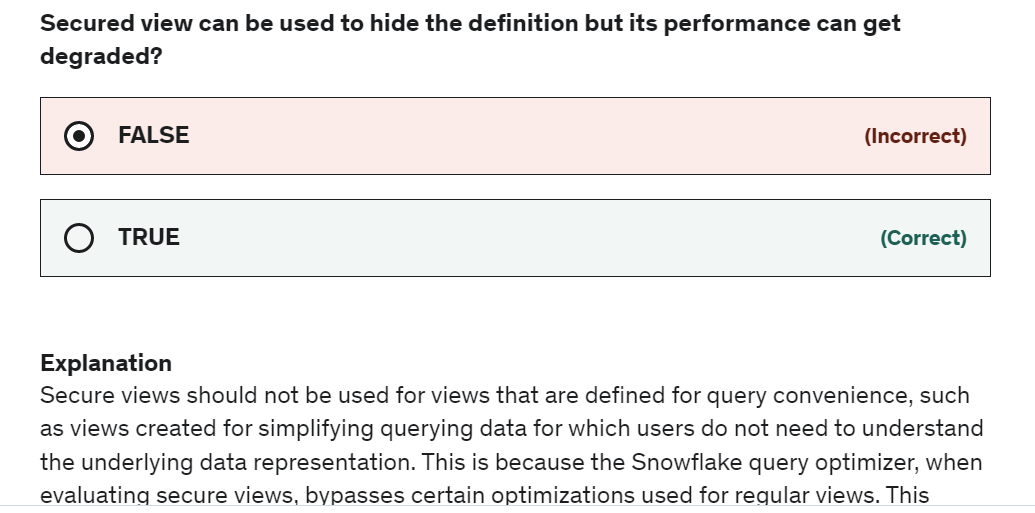 Secured view can be used to hide the definition but its performance can get
degraded?
FALSE (Incorrect)
TRUE (Correct)
Explanation
Secure views should not be used for views that are defined for query convenience, such
as views created for simplifying querying data for which users do not need to understand
the underlying data representation. This is because the Snowflake query optimizer, when
evaluating secure views, bypasses certain optimizations used for regular views. This